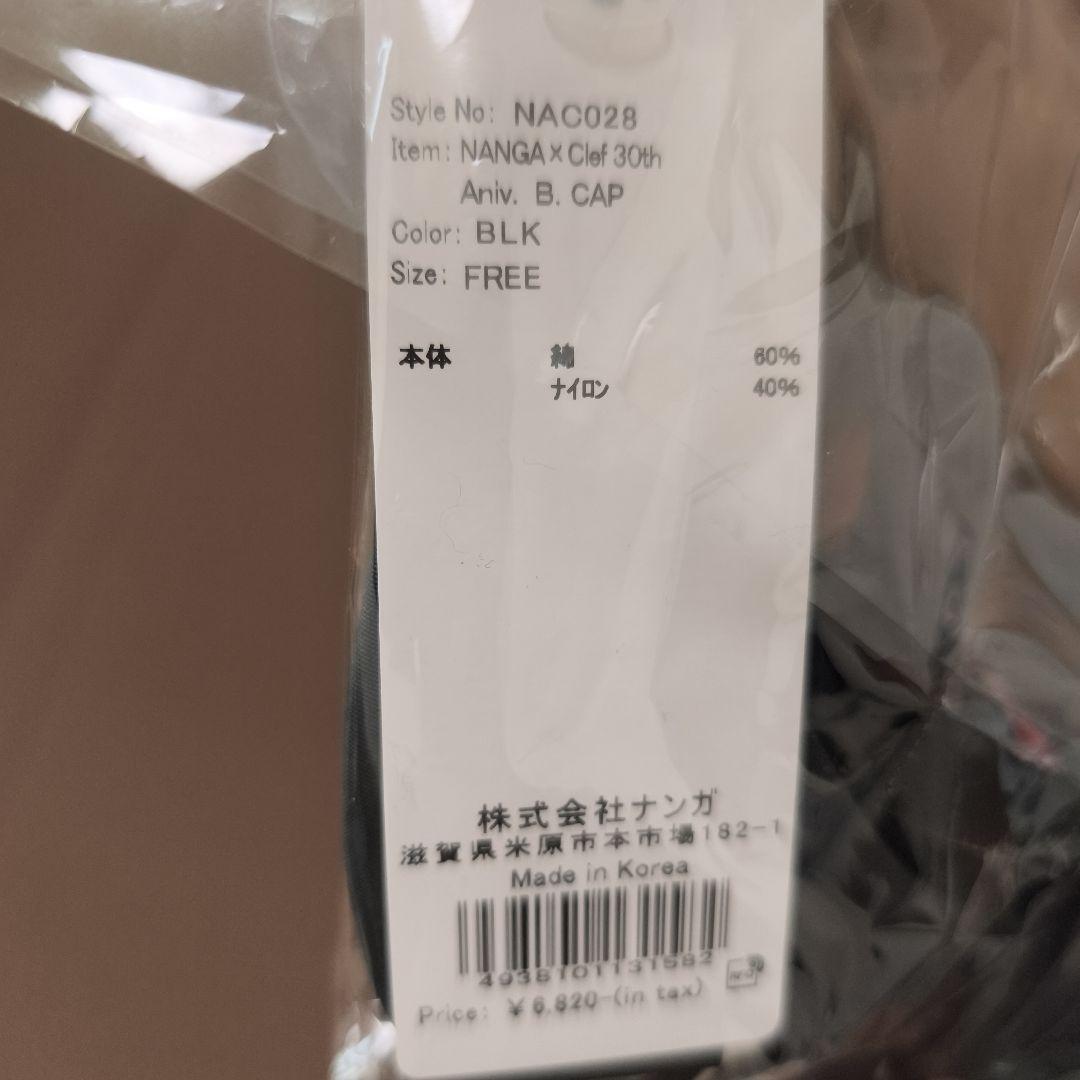 Style No: NAC028
Item: NANGA×Clef 30th
Aniv. B. CAP
Color: BLK
Size: FREE
本体 綿 60%
ナイロン 40%
株式会社ナンガ
滋賀県米原市本市場182-1
Made in Korea
4938101131582
Price: ¥6,820-(in tax)